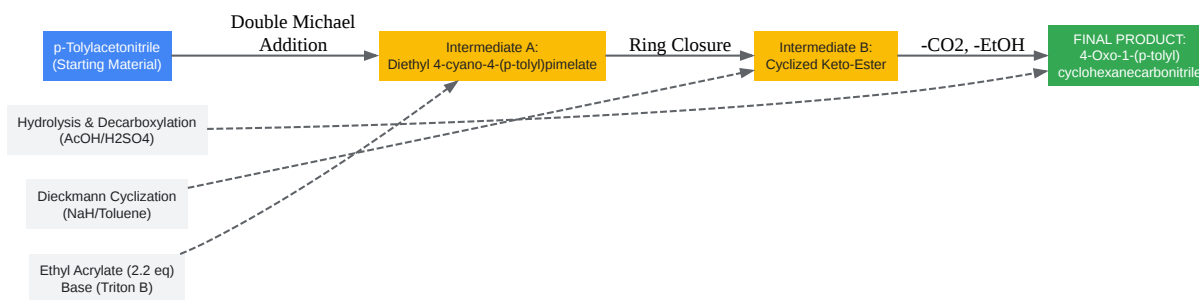 Double Michael
Addition
p-Tolylacetonitrile
(Starting Material)
Intermediate A:
Diethyl 4-cyano-4-(p-tolyl)pimelate
Ring Closure
Intermediate B:
Cyclized Keto-Ester
-CO2, -EtOH
FINAL PRODUCT:
4-Oxo-1-(p-tolyl)
cyclohexanecarbonitrile
Hydrolysis & Decarboxylation
(AcOH/H2SO4)
Dieckmann Cyclization
(NaH/Toluene)
Ethyl Acrylate (2.2 eq)
Base (Triton B)